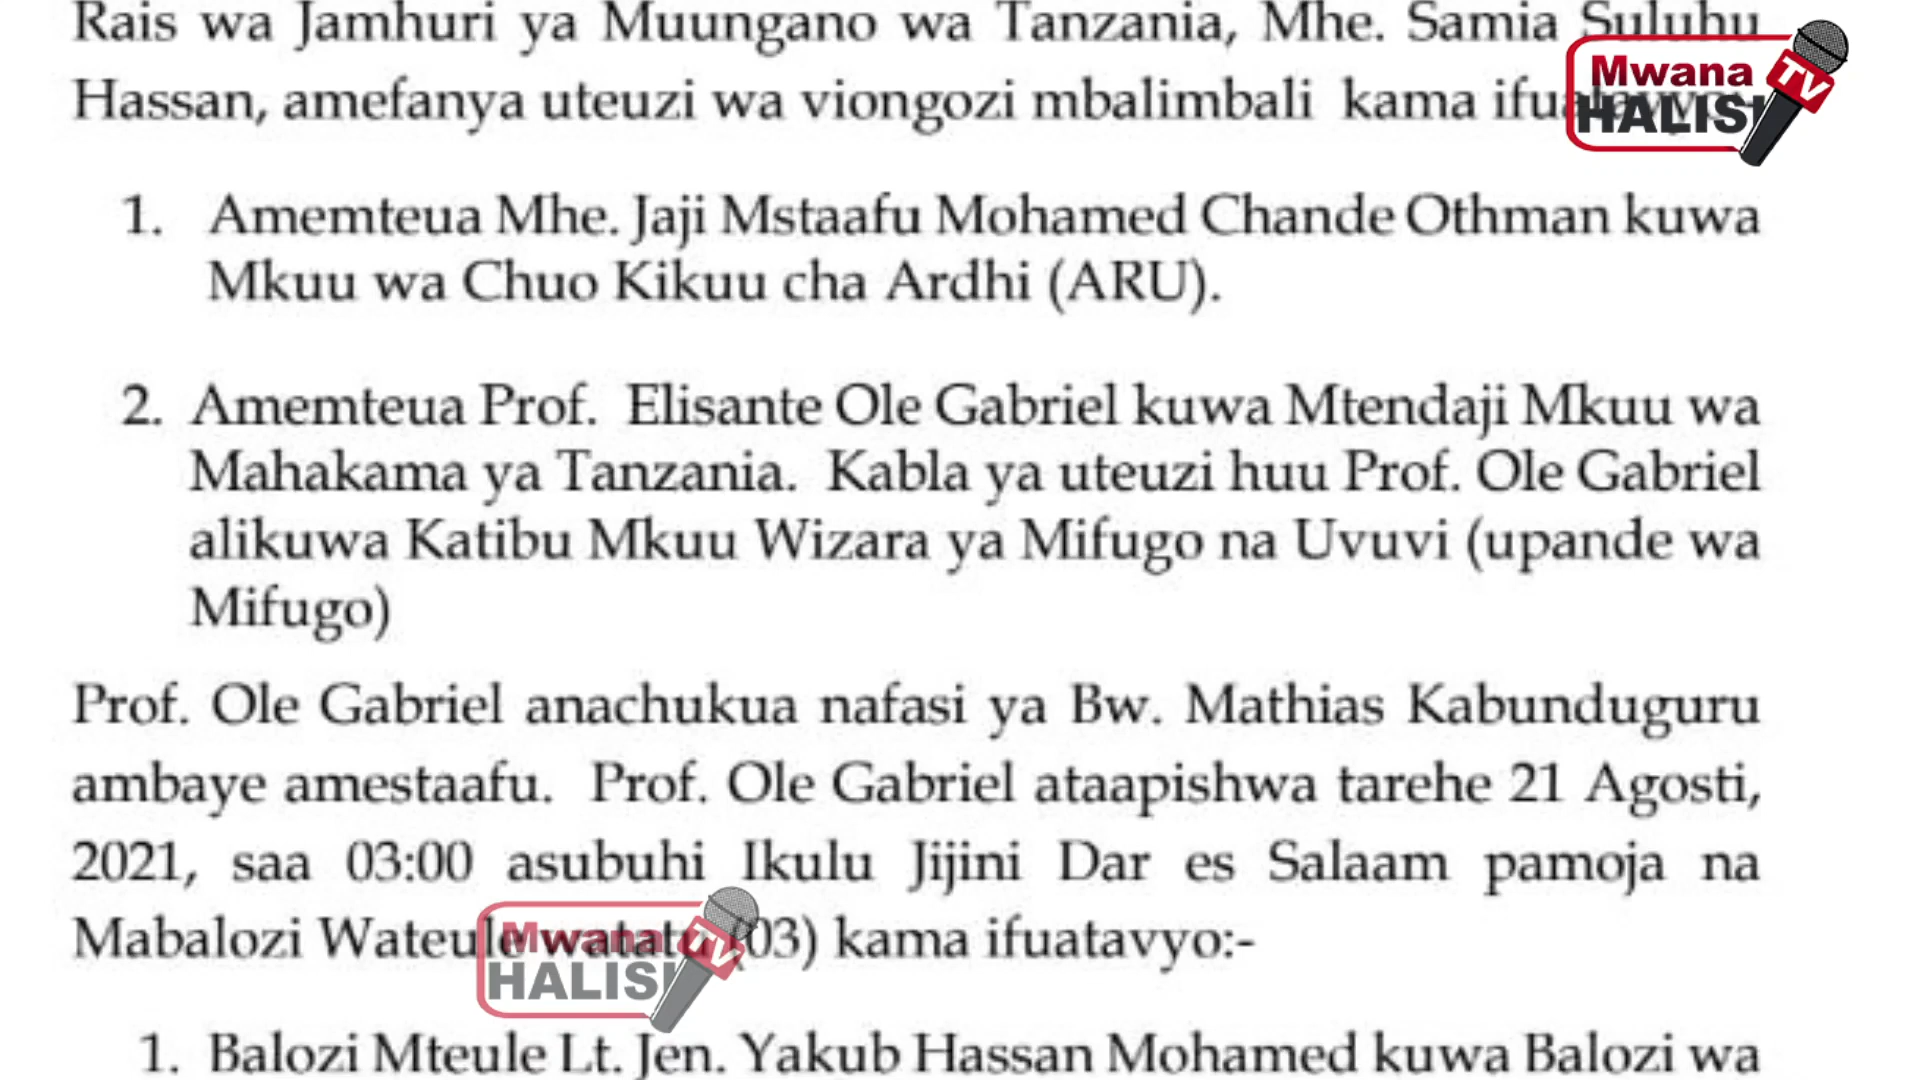 Rais wa Jamhuri ya Muungano wa Tanzania, Mhe. Samia Suluhu
Mwana
TV
HALISI
Hassan, amefanya uteuzi wa viongozi mbalimbali kama ifuatavyo:-
1. Amemteua Mhe. Jaji Mstaafu Mohamed Chande Othman kuwa
Mkuu wa Chuo Kikuu cha Ardhi (ARU).
2. Amemteua Prof. Elisante Ole Gabriel kuwa Mtendaji Mkuu wa
Mahakama ya Tanzania. Kabla ya uteuzi huu Prof. Ole Gabriel
alikuwa Katibu Mkuu Wizara ya Mifugo na Uvuvi (upande wa
Mifugo)
Prof. Ole Gabriel anachukua nafasi ya Bw. Mathias Kabunduguru
ambaye amestaafu. Prof. Ole Gabriel ataapishwa tarehe 21 Agosti,
2021, saa 03:00 asubuhi Ikulu Jijini Dar es Salaam pamoja na
Mabalozi Wateule watatu (03) kama ifuatavyo:-
Mwana
TV
HALISI
1. Balozi Mteule Lt. Jen. Yakub Hassan Mohamed kuwa Balozi wa